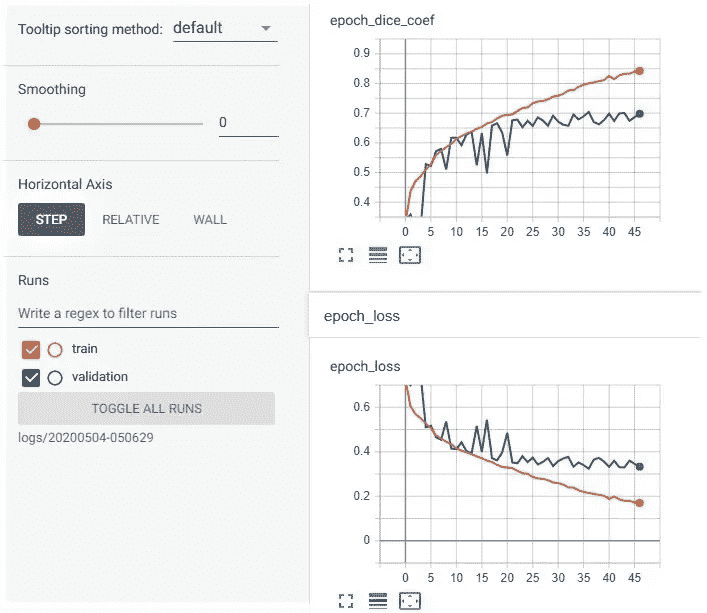 Tooltip sorting method: default
Smoothing
0
Horizontal Axis
STEP RELATIVE WALL
Runs
Write a regex to filter runs
train
validation
TOGGLE ALL RUNS
logs/20200504-050629
epoch_dice_coef
0.9
0.8
0.7
0.6
0.5
0.4
0 5 10 15 20 25 30 35 40 45
epoch_loss
epoch_loss
0.6
0.4
0.2
0
0 5 10 15 20 25 30 35 40 45